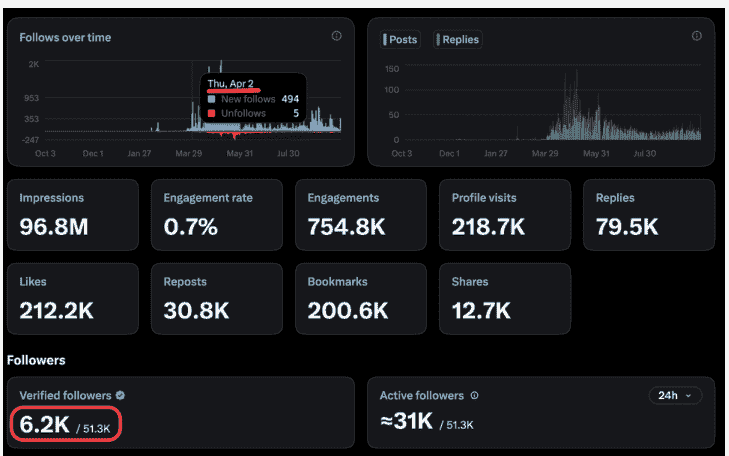 Follows over time
2K
953
353
-247
Thu, Apr 2
New follows 494
Unfollows 5
Oct 3 Dec 1 Jan 27 Mar 29 May 31 Jul 30
Posts Replies
150
100
50
0
Oct 3 Dec 1 Jan 27 Mar 29 May 31 Jul 30
Impressions
96.8M
Engagement rate
0.7%
Engagements
754.8K
Profile visits
218.7K
Replies
79.5K
Likes
212.2K
Reposts
30.8K
Bookmarks
200.6K
Shares
12.7K
Followers
Verified followers
6.2K / 51.3K
Active followers
24h
≈31K / 51.3K